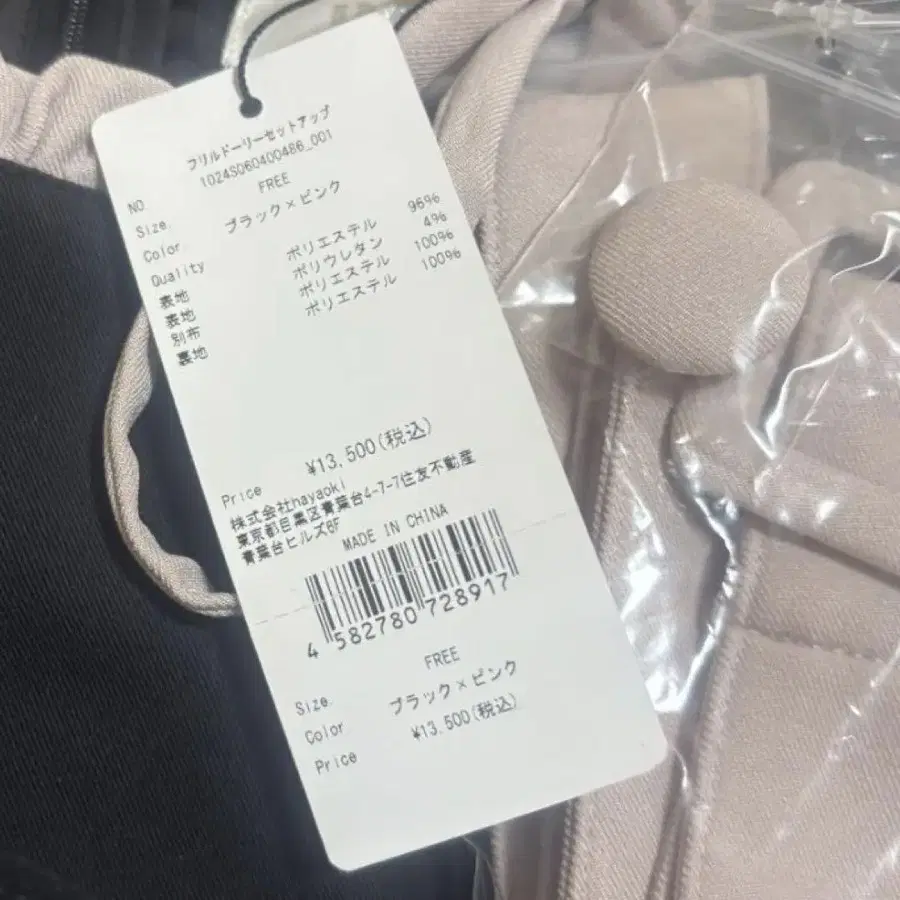 フリルドーリーセットアップ
NO. 1024S060400486_001
Size. FREE
Color ブラック×ピンク
Quality
表地 ポリエステル 96%
表地 ポリウレタン 4%
別布 ポリエステル 100%
裏地 ポリエステル 100%
Price ¥13,500(税込)
株式会社hayaoki
東京都目黒区青葉台4-7-7住友不動産
青葉台ヒルズ8F
MADE IN CHINA
4 582780 728917
Size. FREE
Color ブラック×ピンク
Price ¥13,500(税込)